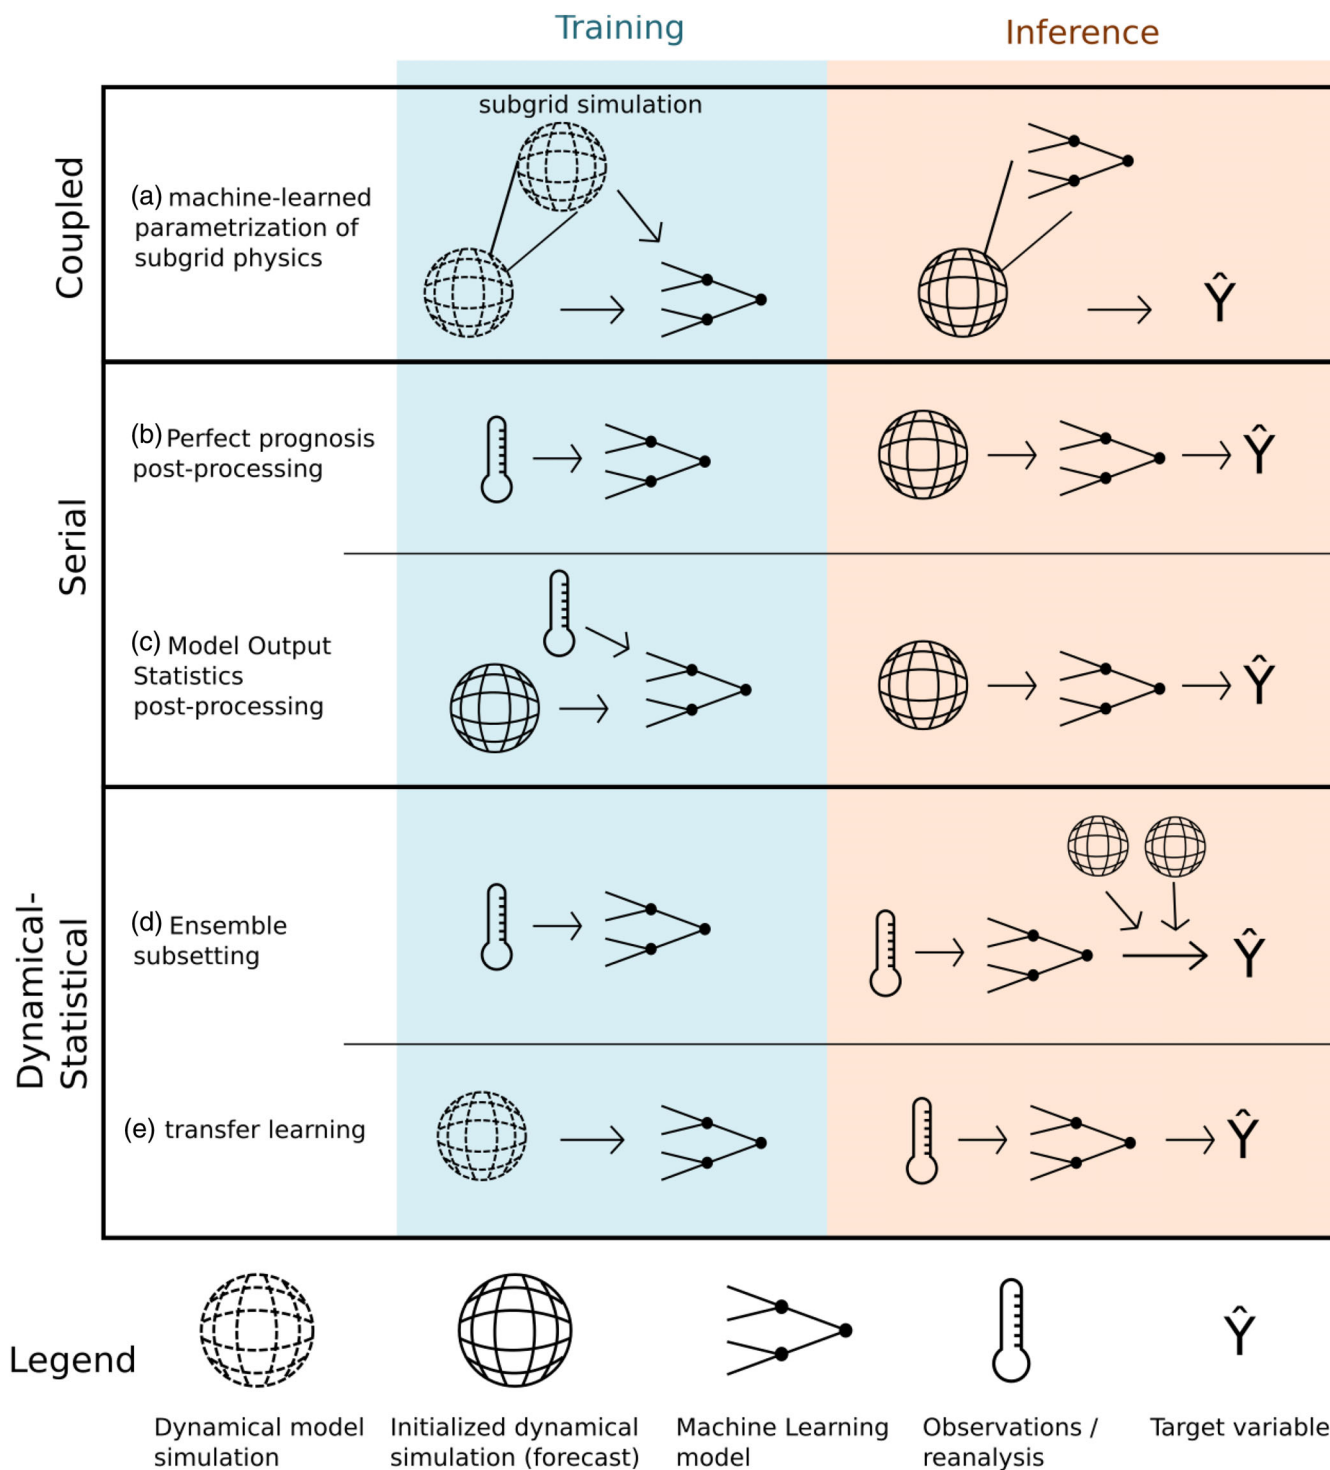 Training
Inference
Coupled
subgrid simulation
(a) machine-learned
parametrization of
subgrid physics
Ŷ
Serial
(b) Perfect prognosis
post-processing
Ŷ
(c) Model Output
Statistics
post-processing
Ŷ
Dynamical-
Statistical
(d) Ensemble
subsetting
Ŷ
(e) transfer learning
Ŷ
Legend
Ŷ
Dynamical model
simulation
Initialized dynamical
simulation (forecast)
Machine Learning
model
Observations /
reanalysis
Target variable